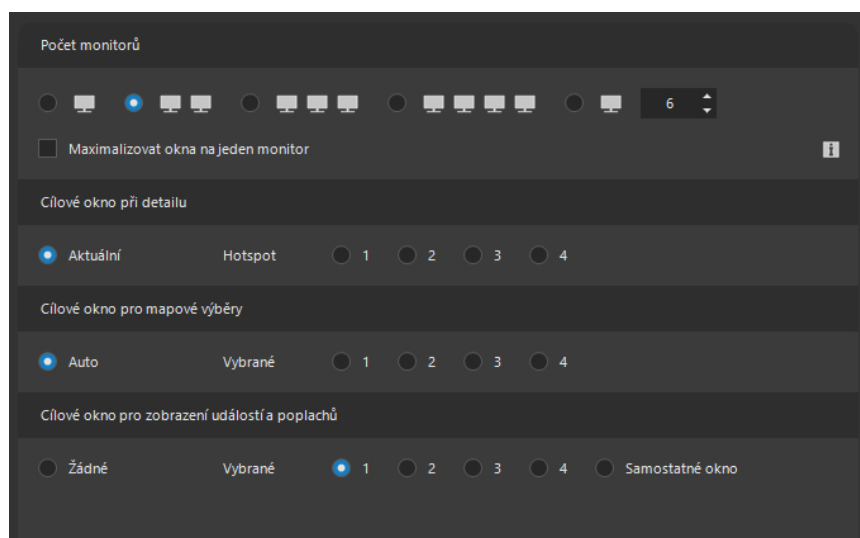 Počet monitorů
6
Maximalizovat okna na jeden monitor
Cílové okno při detailu
Aktuální Hotspot 1 2 3 4
Cílové okno pro mapové výběry
Auto Vybrané 1 2 3 4
Cílové okno pro zobrazení událostí a poplachů
Žádné Vybrané 1 2 3 4 Samostatné okno